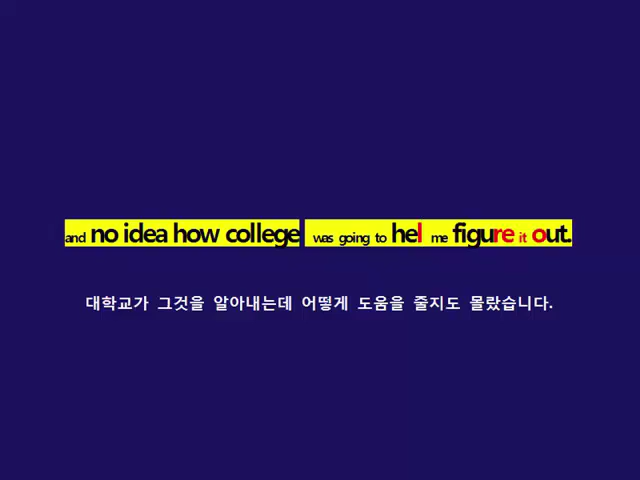 and no idea how college was going to hel me figure it out.
대학교가 그것을 알아내는데 어떻게 도움을 줄지도 몰랐습니다.